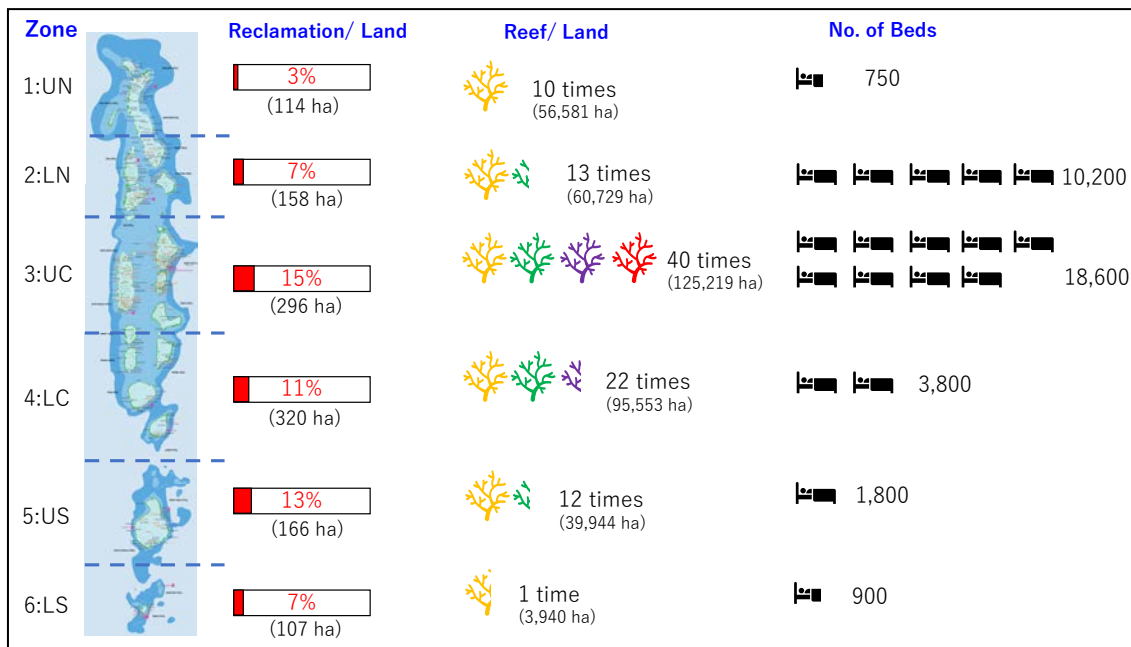 Zone Reclamation/ Land Reef/ Land No. of Beds
1:UN 3% 10 times 750
(114 ha) (56,581 ha)
2:LN 7% 13 times 10,200
(158 ha) (60,729 ha)
3:UC 15% 40 times 18,600
(296 ha) (125,219 ha)
4:LC 11% 22 times 3,800
(320 ha) (95,553 ha)
5:US 13% 12 times 1,800
(166 ha) (39,944 ha)
6:LS 7% 1 time 900
(107 ha) (3,940 ha)